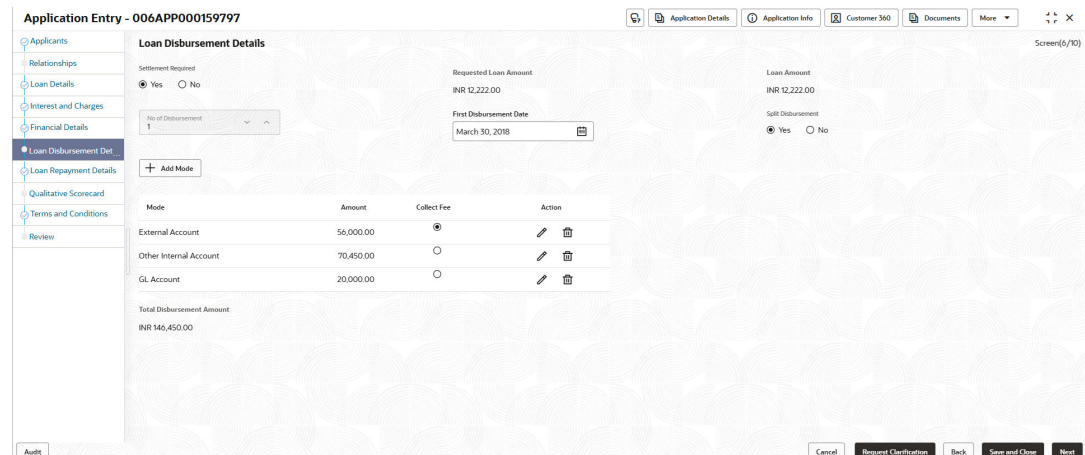 Application Entry - 006APP000159797
Application Details
Application Info
Customer 360
Documents
More
Applicants
Relationships
Loan Details
Interest and Charges
Financial Details
Loan Disbursement Det...
Loan Repayment Details
Qualitative Scorecard
Terms and Conditions
Review
Loan Disbursement Details
Screen(6/10)
Settlement Required
Yes No
Requested Loan Amount
INR 12,222.00
Loan Amount
INR 12,222.00
No of Disbursement
1
First Disbursement Date
March 30, 2018
Split Disbursement
Yes No
+ Add Mode
Mode Amount Collect Fee Action
External Account 56,000.00
Other Internal Account 70,450.00
GL Account 20,000.00
Total Disbursement Amount
INR 146,450.00
Audit
Cancel Request Clarification Back Save and Close Next